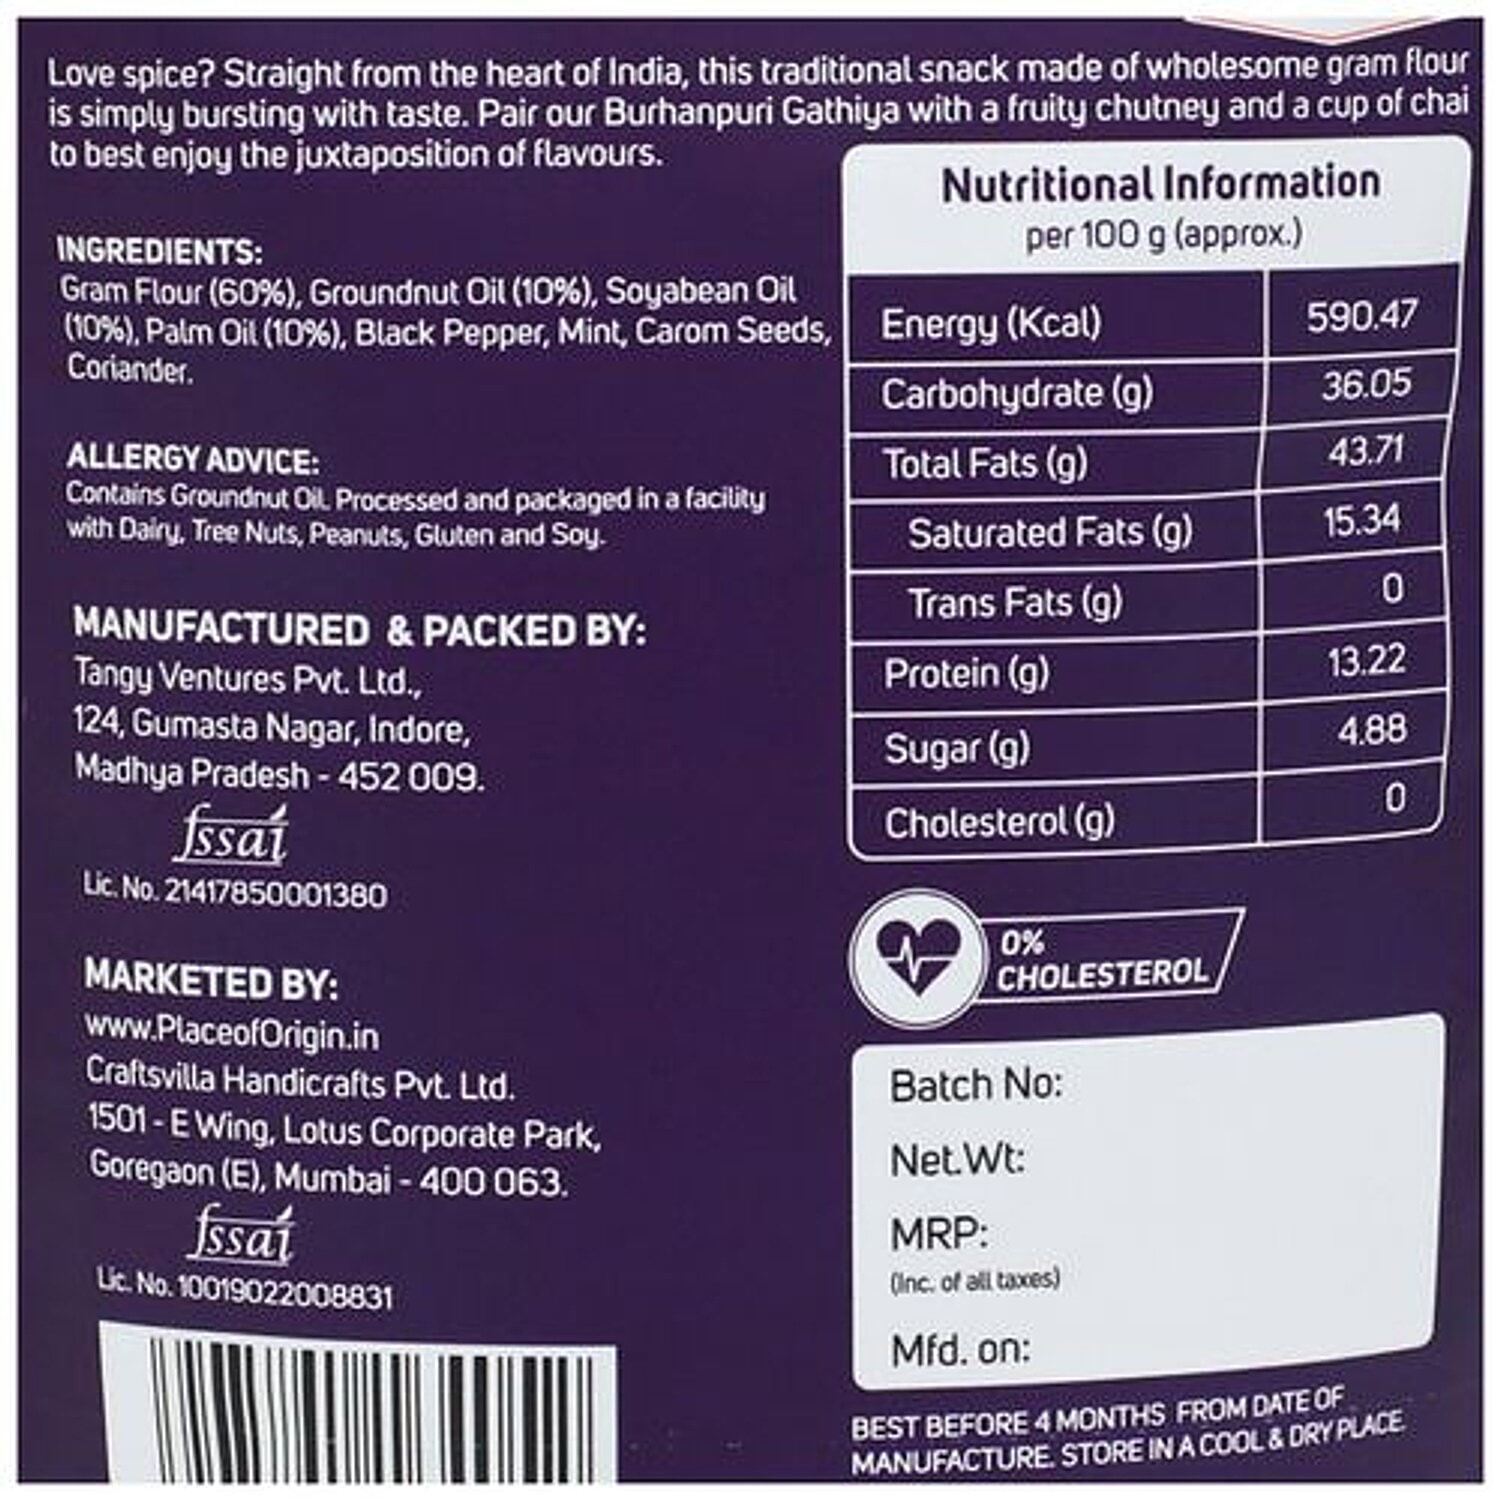 Love spice? Straight from the heart of India, this traditional snack made of wholesome gram flour
is simply bursting with taste. Pair our Burhanpuri Gathiya with a fruity chutney and a cup of chai
to best enjoy the juxtaposition of flavours.
INGREDIENTS:
Gram Flour (60%), Groundnut Oil (10%), Soyabean Oil
(10%), Palm Oil (10%), Black Pepper, Mint, Carom Seeds,
Coriander.
ALLERGY ADVICE:
Contains Groundnut Oil. Processed and packaged in a facility
with Dairy, Tree Nuts, Peanuts, Gluten and Soy.
MANUFACTURED & PACKED BY:
Tangy Ventures Pvt. Ltd.,
124, Gumasta Nagar, Indore,
Madhya Pradesh - 452 009.
fssai
Lic. No. 21417850001380
MARKETED BY:
www.PlaceofOrigin.in
Craftsvilla Handicrafts Pvt. Ltd.
1501 - E Wing, Lotus Corporate Park,
Goregaon (E), Mumbai - 400 063.
fssai
Lic. No. 10019022008831
Nutritional Information
per 100 g (approx.)
Energy (Kcal) 590.47
Carbohydrate (g) 36.05
Total Fats (g) 43.71
Saturated Fats (g) 15.34
Trans Fats (g) 0
Protein (g) 13.22
Sugar (g) 4.88
Cholesterol (g) 0
0%
CHOLESTEROL
Batch No:
Net.Wt:
MRP:
(Inc. of all taxes)
Mfd. on:
BEST BEFORE 4 MONTHS FROM DATE OF
MANUFACTURE. STORE IN A COOL & DRY PLACE.